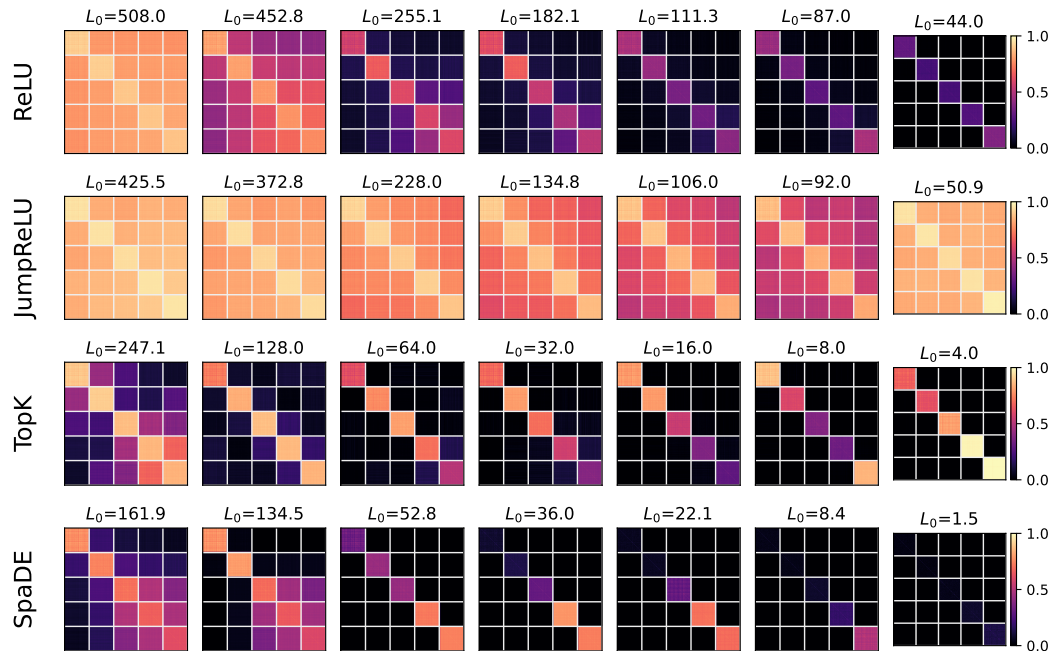 L₀=508.0 L₀=452.8 L₀=255.1 L₀=182.1 L₀=111.3 L₀=87.0 L₀=44.0
ReLU
1.0
0.5
0.0
L₀=425.5 L₀=372.8 L₀=228.0 L₀=134.8 L₀=106.0 L₀=92.0 L₀=50.9
JumpReLU
1.0
0.5
0.0
L₀=247.1 L₀=128.0 L₀=64.0 L₀=32.0 L₀=16.0 L₀=8.0 L₀=4.0
TopK
1.0
0.5
0.0
L₀=161.9 L₀=134.5 L₀=52.8 L₀=36.0 L₀=22.1 L₀=8.4 L₀=1.5
SpaDE
1.0
0.5
0.0